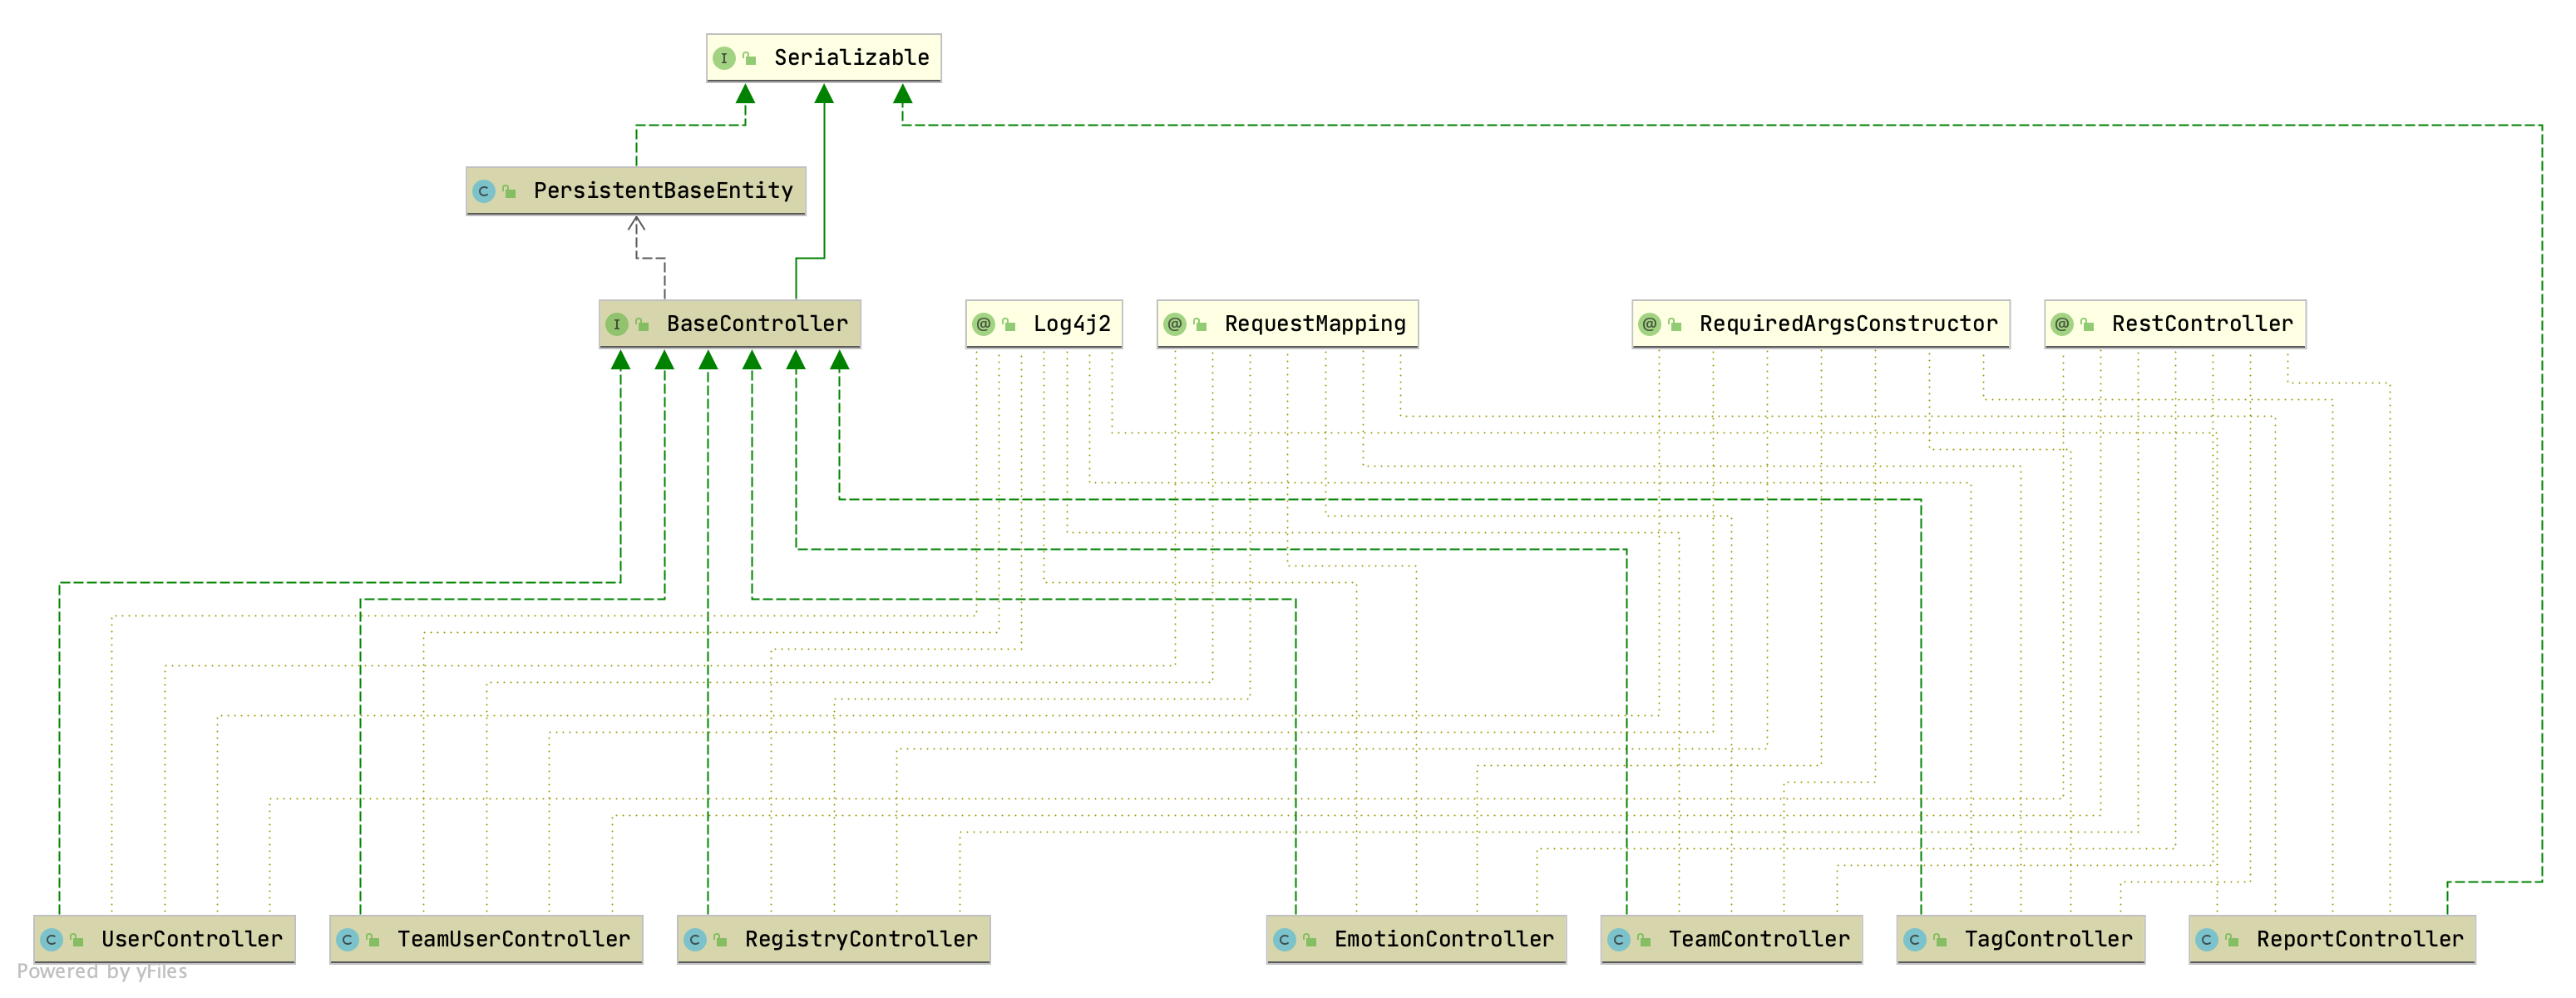 I Serializable
C PersistentBaseEntity
I BaseController
@ Log4j2
@ RequestMapping
@ RequiredArgsConstructor
@ RestController
C UserController
C TeamUserController
C RegistryController
C EmotionController
C TeamController
C TagController
C ReportController
Powered by yFiles